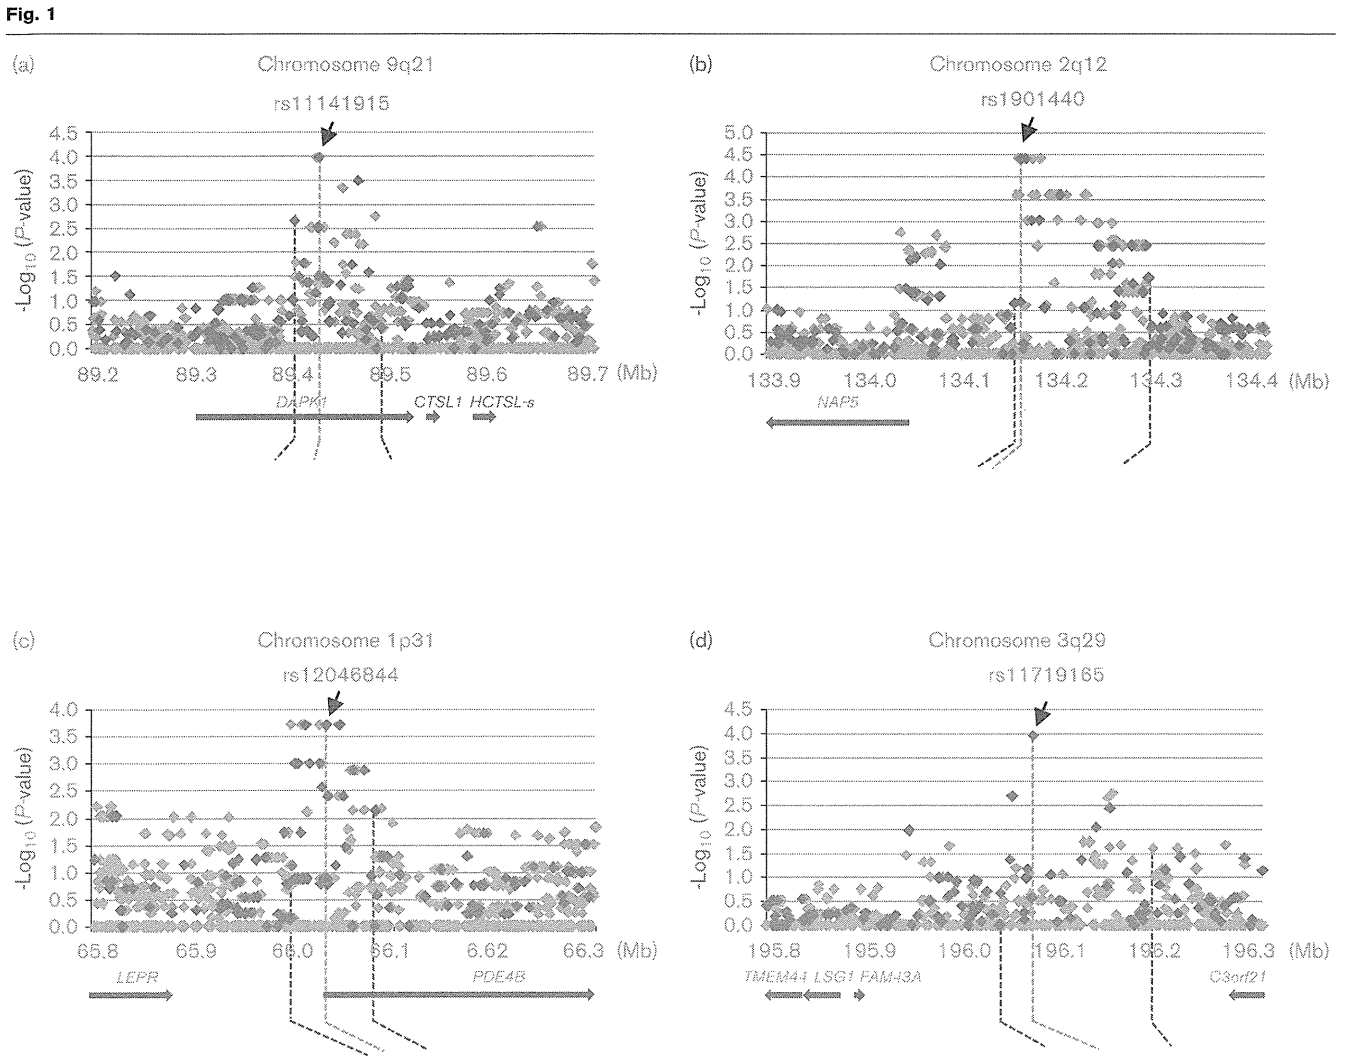 Fig. 1
(a) Chromosome 9q21
rs11141915
-Log10 (P-value)
4.5
4.0
3.5
3.0
2.5
2.0
1.5
1.0
0.5
0.0
89.2 89.3 89.4 89.5 89.6 89.7 (Mb)
DAPK1 CTSL1 HCTSL-s
(b) Chromosome 2q12
rs1901440
-Log10 (P-value)
5.0
4.5
4.0
3.5
3.0
2.5
2.0
1.5
1.0
0.5
0.0
133.9 134.0 134.1 134.2 134.3 134.4 (Mb)
NAP5
(c) Chromosome 1p31
rs12046844
-Log10 (P-value)
4.0
3.5
3.0
2.5
2.0
1.5
1.0
0.5
0.0
65.8 65.9 66.0 66.1 6.62 66.3 (Mb)
LEPR PDE4B
(d) Chromosome 3q29
rs11719165
-Log10 (P-value)
4.5
4.0
3.5
3.0
2.5
2.0
1.5
1.0
0.5
0.0
195.8 195.9 196.0 196.1 196.2 196.3 (Mb)
TMEM44 LSG1 FAM43A C3orf21